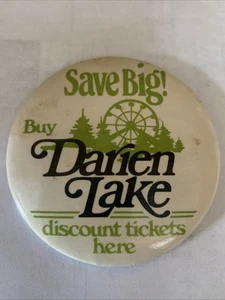 Save Big!
Buy
Darien
Lake
discount tickets
here